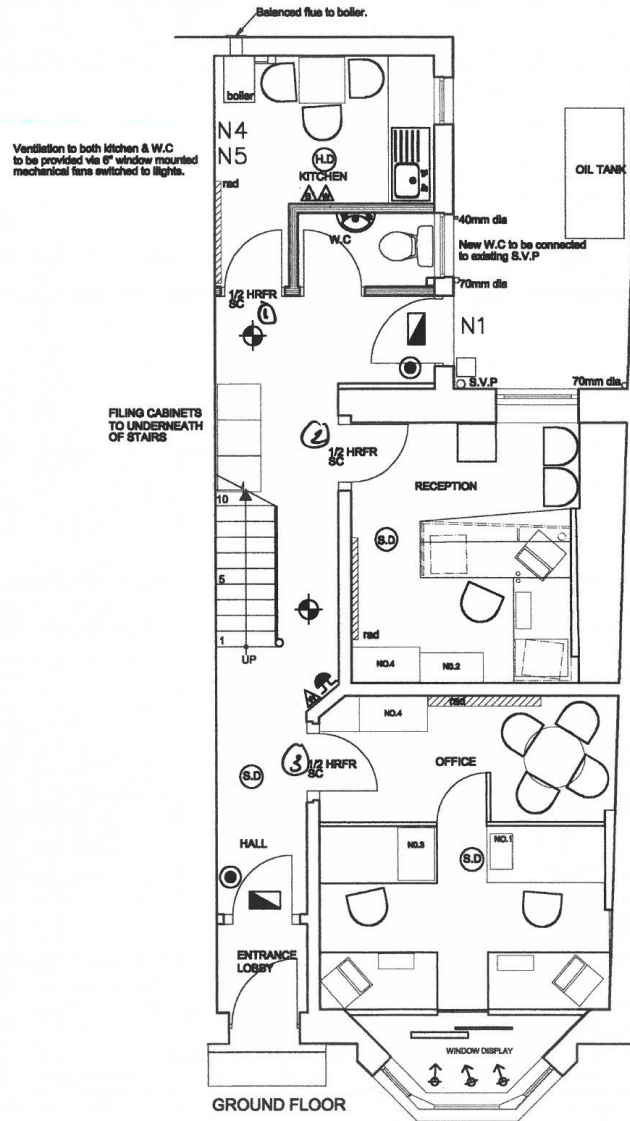 Balanced flue to boiler.
boiler
N4
N5
Ventilation to both kitchen & W.C
to be provided via 6" window mounted
mechanical fans switched to lights.
H.D
KITCHEN
rad
OIL TANK
W.C
40mm dia
New W.C to be connected
to existing S.V.P
70mm dia
1/2 HRFR
SC
1
N1
S.V.P
70mm dia
FILING CABINETS
TO UNDERNEATH
OF STAIRS
2
1/2 HRFR
SC
RECEPTION
10
S.D
5
rad
1
UP
NO.4
NO.2
NO.4
rad
3
1/2 HRFR
SC
OFFICE
S.D
HALL
NO.3
NO.1
S.D
ENTRANCE
LOBBY
WINDOW DISPLAY
GROUND FLOOR